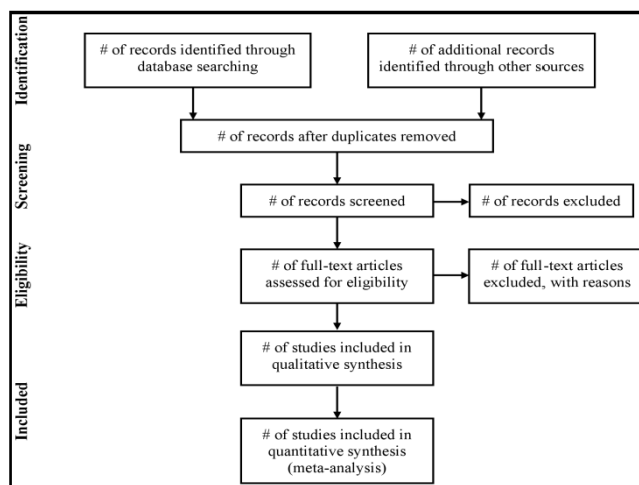 Identification
# of records identified through
database searching
# of additional records
identified through other sources
# of records after duplicates removed
Screening
# of records screened
# of records excluded
Eligibility
# of full-text articles
assessed for eligibility
# of full-text articles
excluded, with reasons
# of studies included in
qualitative synthesis
Included
# of studies included in
quantitative synthesis
(meta-analysis)